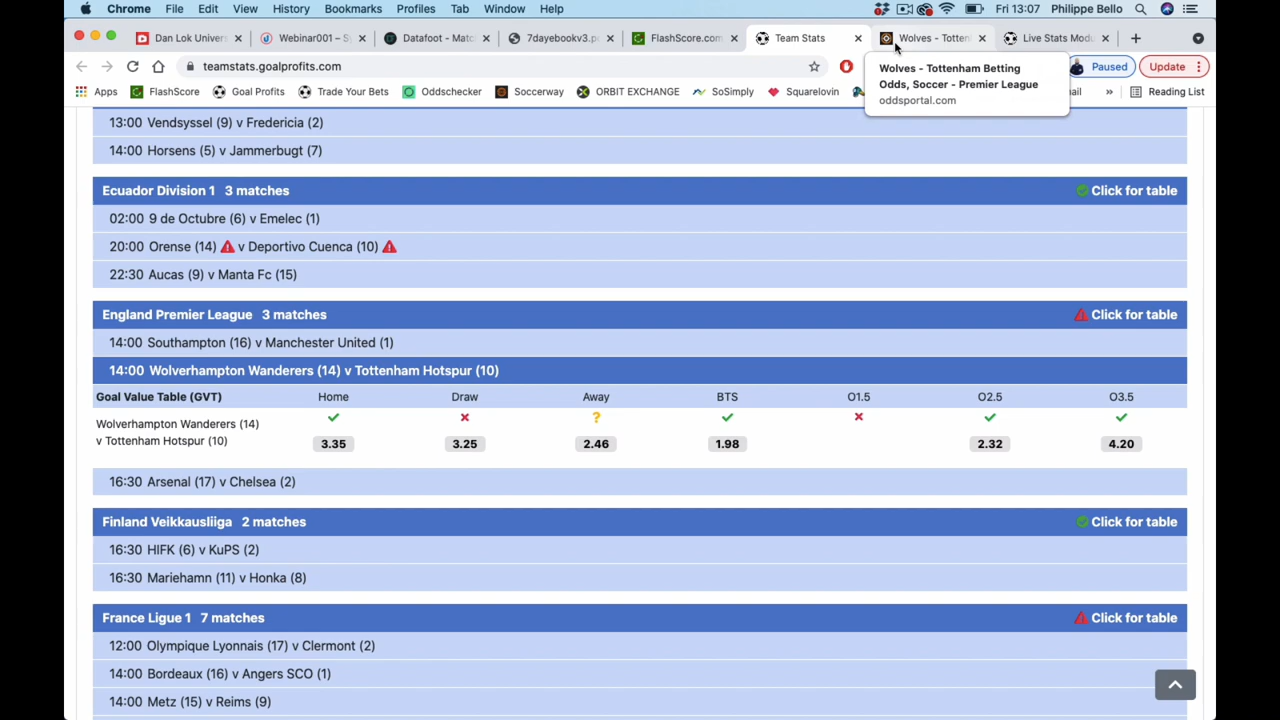 Chrome File Edit View History Bookmarks Profiles Tab Window Help Fri 13:07 Philippe Bello
Dan Lok Univers Webinar001 – Sy Datafoot - Matc 7dayebookv3.p FlashScore.com Team Stats Wolves - Totten Live Stats Modu
teamstats.goalprofits.com Paused Update
Wolves - Tottenham Betting
Odds, Soccer - Premier League
oddsportal.com
Apps FlashScore Goal Profits Trade Your Bets Oddschecker Soccerway ORBIT EXCHANGE SoSimply Squarelovin » Reading List
13:00 Vendsyssel (9) v Fredericia (2)
14:00 Horsens (5) v Jammerbugt (7)
Ecuador Division 1 3 matches Click for table
02:00 9 de Octubre (6) v Emelec (1)
20:00 Orense (14) v Deportivo Cuenca (10)
22:30 Aucas (9) v Manta Fc (15)
England Premier League 3 matches Click for table
14:00 Southampton (16) v Manchester United (1)
14:00 Wolverhampton Wanderers (14) v Tottenham Hotspur (10)
Goal Value Table (GVT) Home Draw Away BTS O1.5 O2.5 O3.5
Wolverhampton Wanderers (14)
v Tottenham Hotspur (10)
3.35 3.25 2.46 1.98 2.32 4.20
16:30 Arsenal (17) v Chelsea (2)
Finland Veikkausliiga 2 matches Click for table
16:30 HIFK (6) v KuPS (2)
16:30 Mariehamn (11) v Honka (8)
France Ligue 1 7 matches Click for table
12:00 Olympique Lyonnais (17) v Clermont (2)
14:00 Bordeaux (16) v Angers SCO (1)
14:00 Metz (15) v Reims (9)